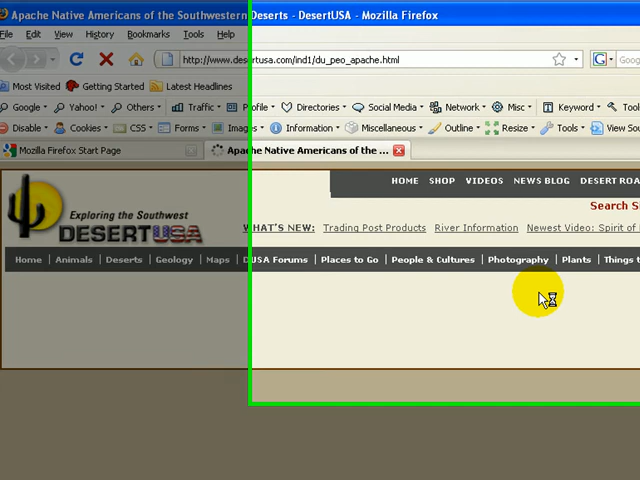 Apache Native Americans of the Southwestern Deserts - DesertUSA - Mozilla Firefox
File Edit View History Bookmarks Tools Help
http://www.desertusa.com/ind1/du_peo_apache.html
Most Visited Getting Started Latest Headlines
Google Yahoo! Others Traffic Profile Directories Social Media Network Misc Keyword
Disable Cookies CSS Forms Images Information Miscellaneous Outline Resize Tools
Mozilla Firefox Start Page Apache Native Americans of the ...
HOME SHOP VIDEOS NEWS BLOG DESERT
Exploring the Southwest
DESERTUSA
Search
WHAT'S NEW: Trading Post Products River Information Newest Video: Spirit of
Home Animals Deserts Geology Maps DUSA Forums Places to Go People & Cultures Photography Plants Things